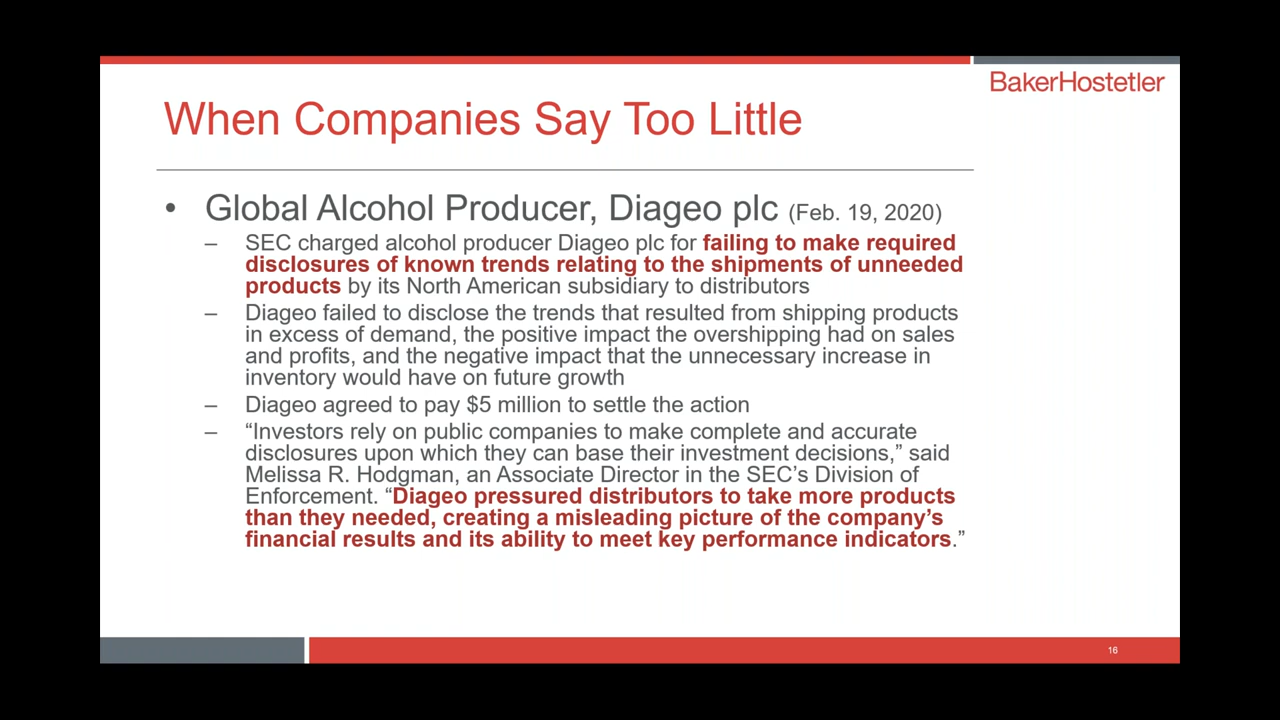 BakerHostetler
When Companies Say Too Little
• Global Alcohol Producer, Diageo plc (Feb. 19, 2020)
– SEC charged alcohol producer Diageo plc for failing to make required
disclosures of known trends relating to the shipments of unneeded
products by its North American subsidiary to distributors
– Diageo failed to disclose the trends that resulted from shipping products
in excess of demand, the positive impact the overshipping had on sales
and profits, and the negative impact that the unnecessary increase in
inventory would have on future growth
– Diageo agreed to pay $5 million to settle the action
– “Investors rely on public companies to make complete and accurate
disclosures upon which they can base their investment decisions,” said
Melissa R. Hodgman, an Associate Director in the SEC’s Division of
Enforcement. “Diageo pressured distributors to take more products
than they needed, creating a misleading picture of the company’s
financial results and its ability to meet key performance indicators.”
16